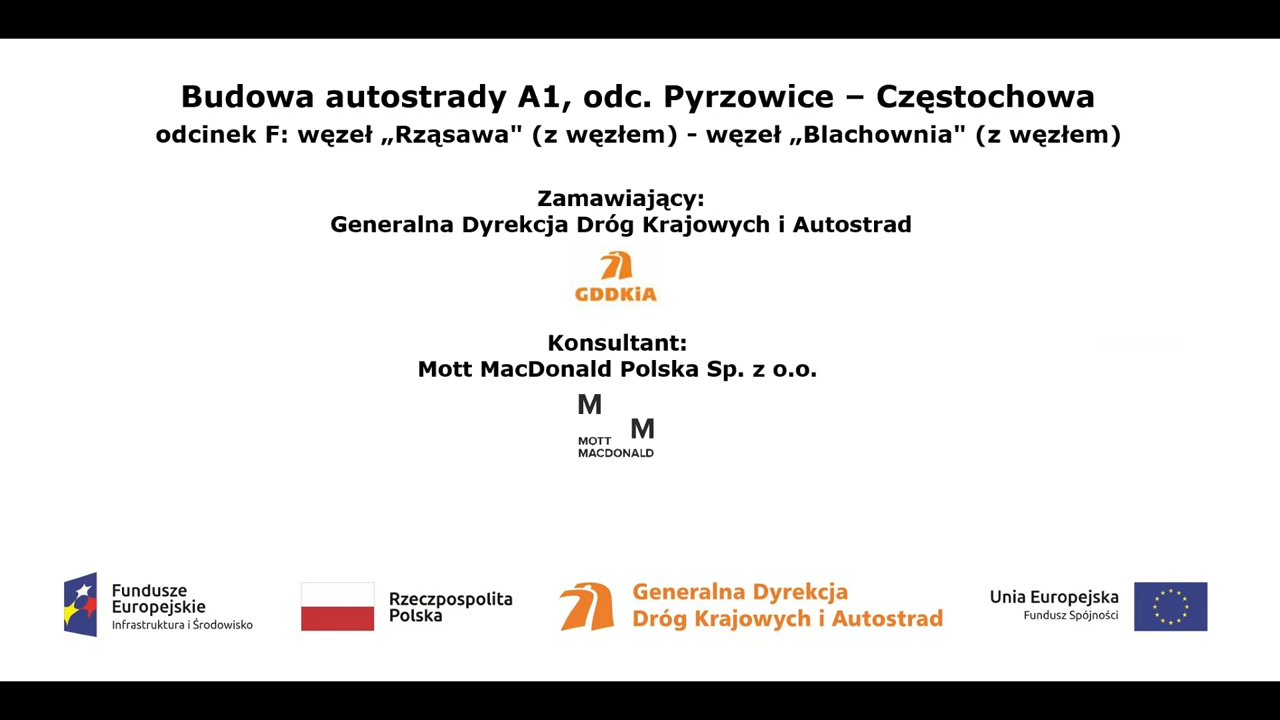 Budowa autostrady A1, odc. Pyrzowice – Częstochowa
odcinek F: węzeł „Rząsawa" (z węzłem) - węzeł „Blachownia" (z węzłem)
Zamawiający:
Generalna Dyrekcja Dróg Krajowych i Autostrad
GDDKiA
Konsultant:
Mott MacDonald Polska Sp. z o.o.
M
M
MOTT
MACDONALD
Fundusze
Europejskie
Infrastruktura i Środowisko
Rzeczpospolita
Polska
Generalna Dyrekcja
Dróg Krajowych i Autostrad
Unia Europejska
Fundusz Spójności